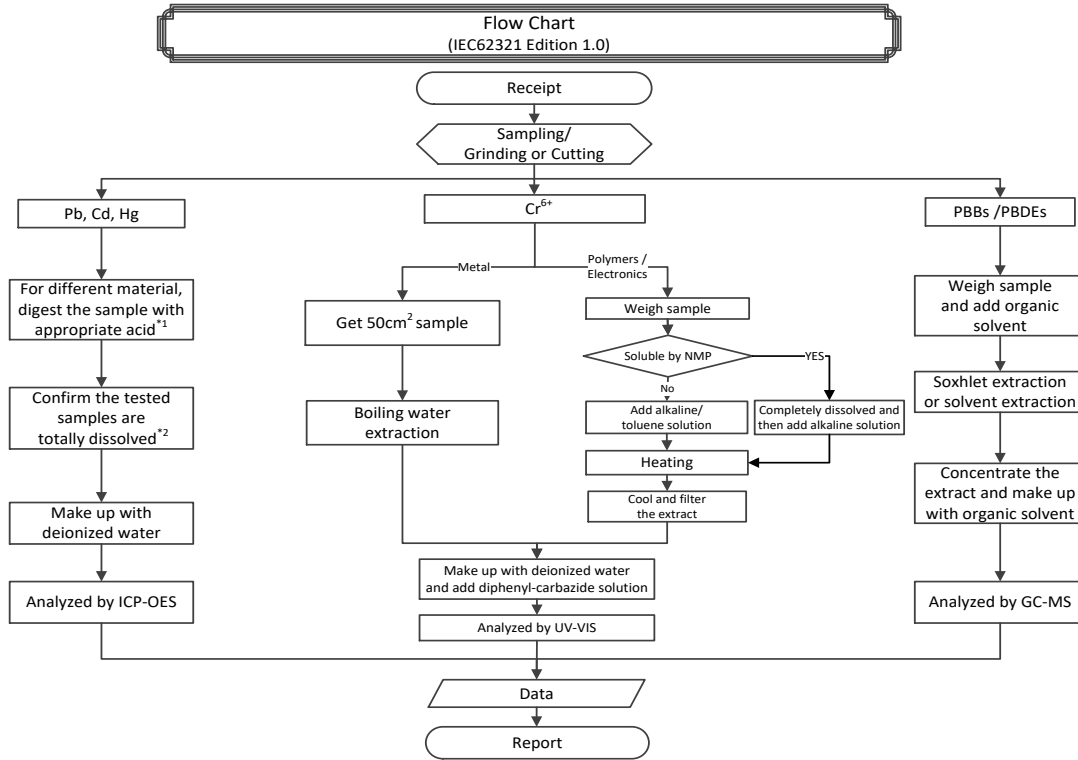 Flow Chart
(IEC62321 Edition 1.0)
Receipt
Sampling/
Grinding or Cutting
Pb, Cd, Hg
For different material,
digest the sample with
appropriate acid*1
Confirm the tested
samples are
totally dissolved*2
Make up with
deionized water
Analyzed by ICP-OES
Cr6+
Metal
Get 50cm2 sample
Boiling water
extraction
Polymers /
Electronics
Weigh sample
Soluble by NMP
YES
No
Add alkaline/
toluene solution
Completely dissolved and
then add alkaline solution
Heating
Cool and filter
the extract
Make up with deionized water
and add diphenyl-carbazide solution
Analyzed by UV-VIS
PBBs /PBDEs
Weigh sample
and add organic
solvent
Soxhlet extraction
or solvent extraction
Concentrate the
extract and make up
with organic solvent
Analyzed by GC-MS
Data
Report